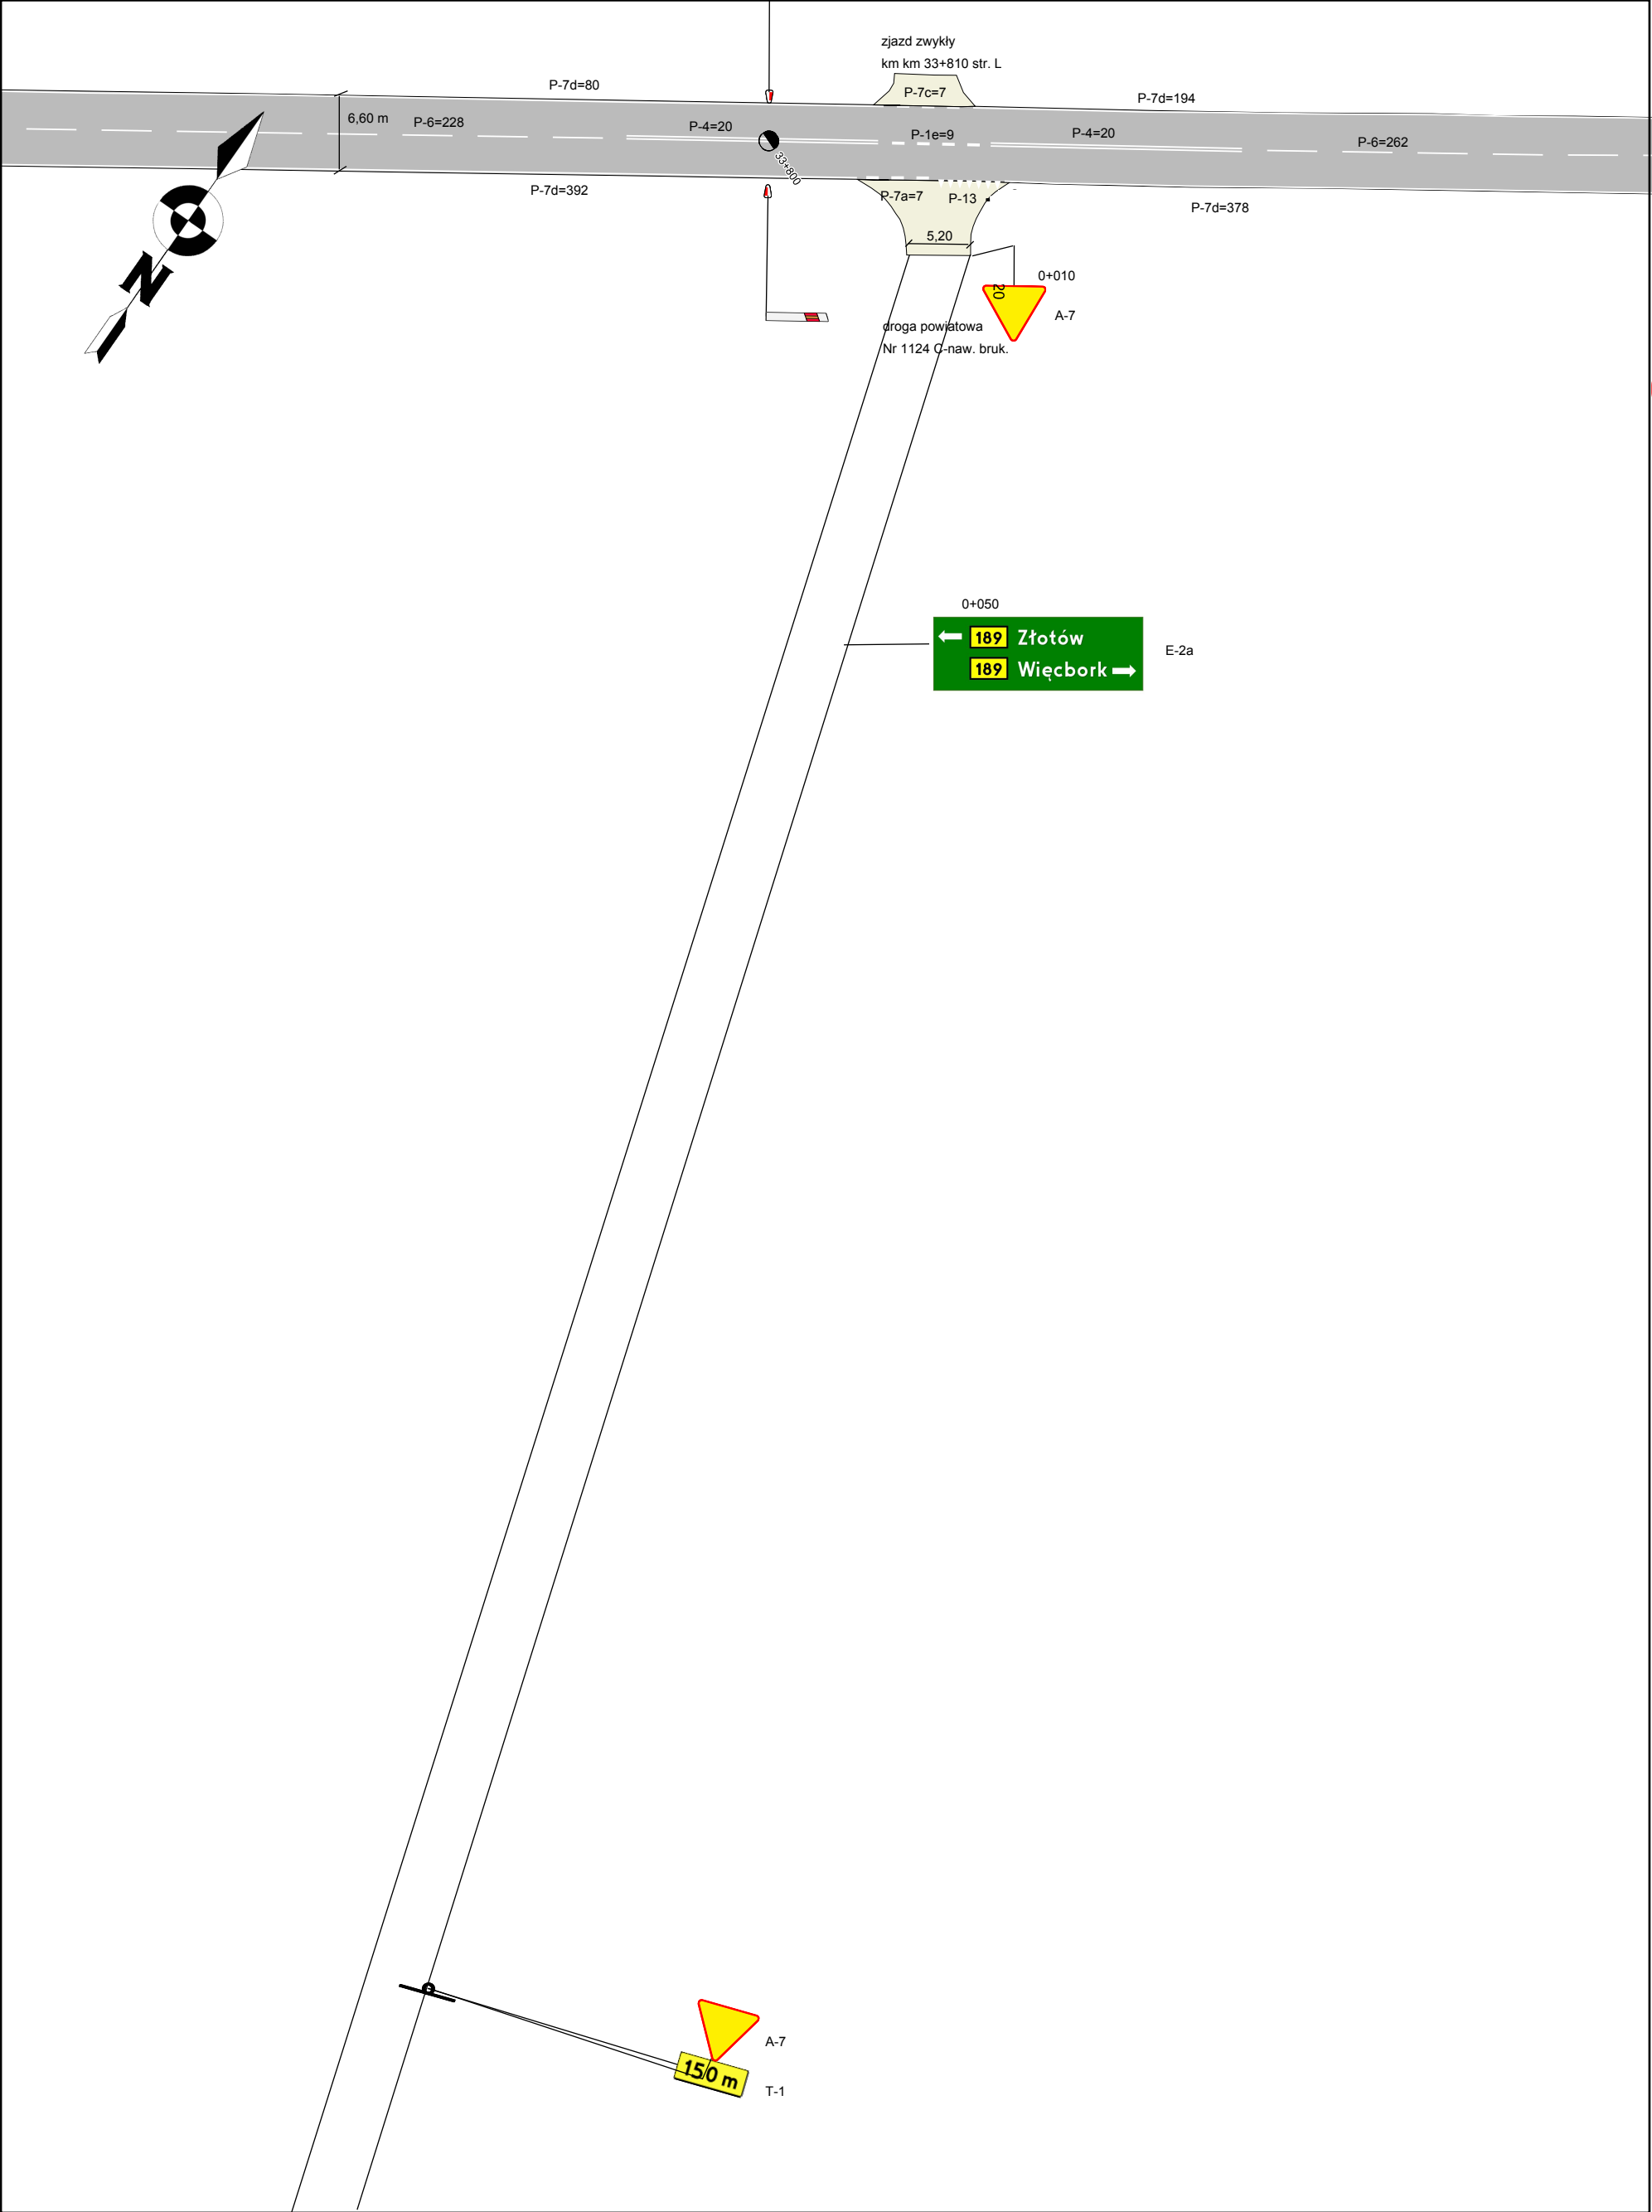 zjazd zwykły
km km 33+810 str. L
P-7d=80
P-7c=7
P-7d=194
6,60 m
P-6=228
P-4=20
P-1e=9
P-4=20
P-6=262
33+800
P-7d=392
P-7a=7
P-13
P-7d=378
5,20
N
0+010
20
A-7
droga powiatowa
Nr 1124 C-naw. bruk.
0+050
189 Złotów
189 Więcbork
E-2a
A-7
150 m
T-1